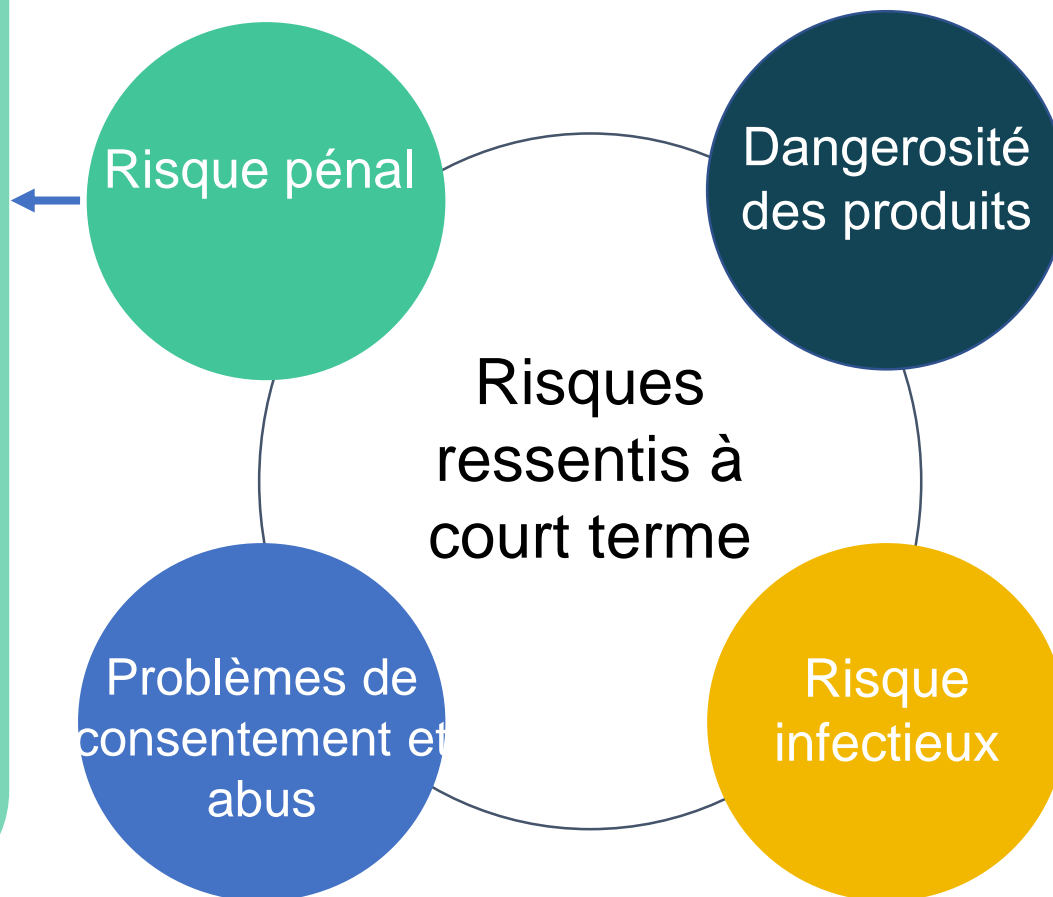 Risque pénal
Dangerosité
des produits
Risques
ressentis à
court terme
Problèmes de
consentement et
abus
Risque
infectieux